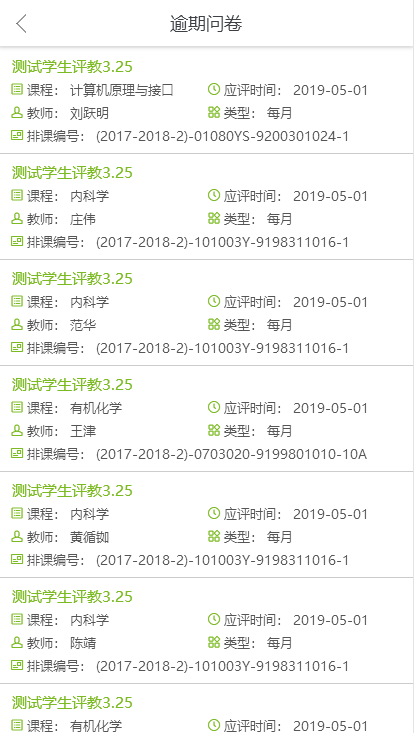 逾期问卷
测试学生评教3.25
课程： 计算机原理与接口 应评时间： 2019-05-01
教师： 刘跃明 类型： 每月
排课编号： (2017-2018-2)-01080YS-9200301024-1
测试学生评教3.25
课程： 内科学 应评时间： 2019-05-01
教师： 庄伟 类型： 每月
排课编号： (2017-2018-2)-101003Y-9198311016-1
测试学生评教3.25
课程： 内科学 应评时间： 2019-05-01
教师： 范华 类型： 每月
排课编号： (2017-2018-2)-101003Y-9198311016-1
测试学生评教3.25
课程： 有机化学 应评时间： 2019-05-01
教师： 王津 类型： 每月
排课编号： (2017-2018-2)-0703020-9199801010-10A
测试学生评教3.25
课程： 内科学 应评时间： 2019-05-01
教师： 黄循铷 类型： 每月
排课编号： (2017-2018-2)-101003Y-9198311016-1
测试学生评教3.25
课程： 内科学 应评时间： 2019-05-01
教师： 陈靖 类型： 每月
排课编号： (2017-2018-2)-101003Y-9198311016-1
测试学生评教3.25
课程： 有机化学 应评时间： 2019-05-01